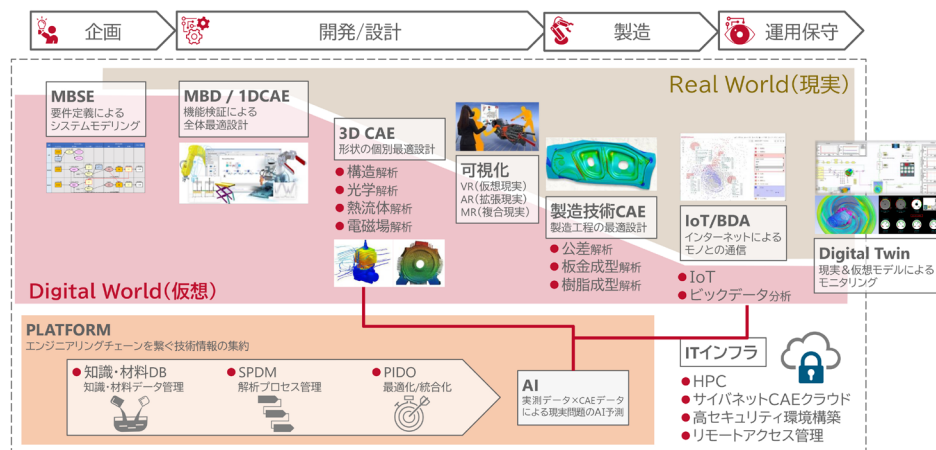 企画
開発/設計
製造
運用保守
Real World(現実)
MBSE
要件定義による
システムモデリング
MBD / 1DCAE
機能検証による
全体最適設計
3D CAE
形状の個別最適設計
構造解析
光学解析
熱流体解析
電磁場解析
可視化
VR(仮想現実)
AR(拡張現実)
MR(複合現実)
製造技術CAE
製造工程の最適設計
公差解析
板金成型解析
樹脂成型解析
IoT/BDA
インターネットによる
モノとの通信
IoT
ビックデータ分析
Digital Twin
現実&仮想モデルによる
モニタリング
Digital World(仮想)
PLATFORM
エンジニアリングチェーンを繋ぐ技術情報の集約
知識・材料DB
知識・材料データ管理
SPDM
解析プロセス管理
PIDO
最適化/統合化
AI
実測データ×CAEデータ
による現実問題のAI予測
ITインフラ
HPC
サイバネットCAEクラウド
高セキュリティ環境構築
リモートアクセス管理